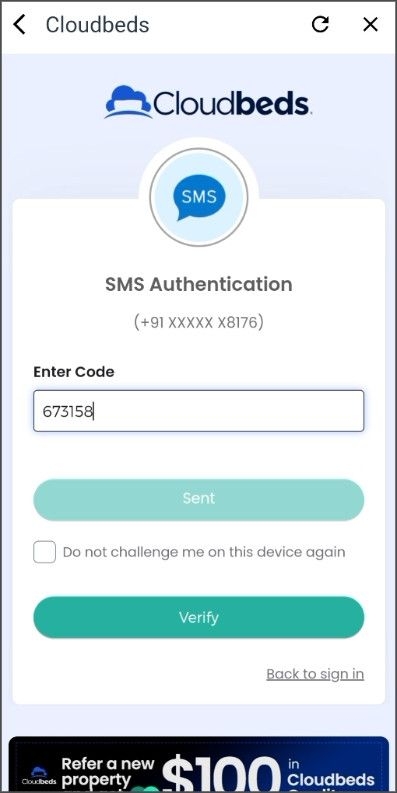 Cloudbeds
Cloudbeds
SMS
SMS Authentication
(+91 XXXXX X8176)
Enter Code
673158
Sent
Do not challenge me on this device again
Verify
Back to sign in
Cloudbeds
Refer a new
property
$100
in
Cloudbeds